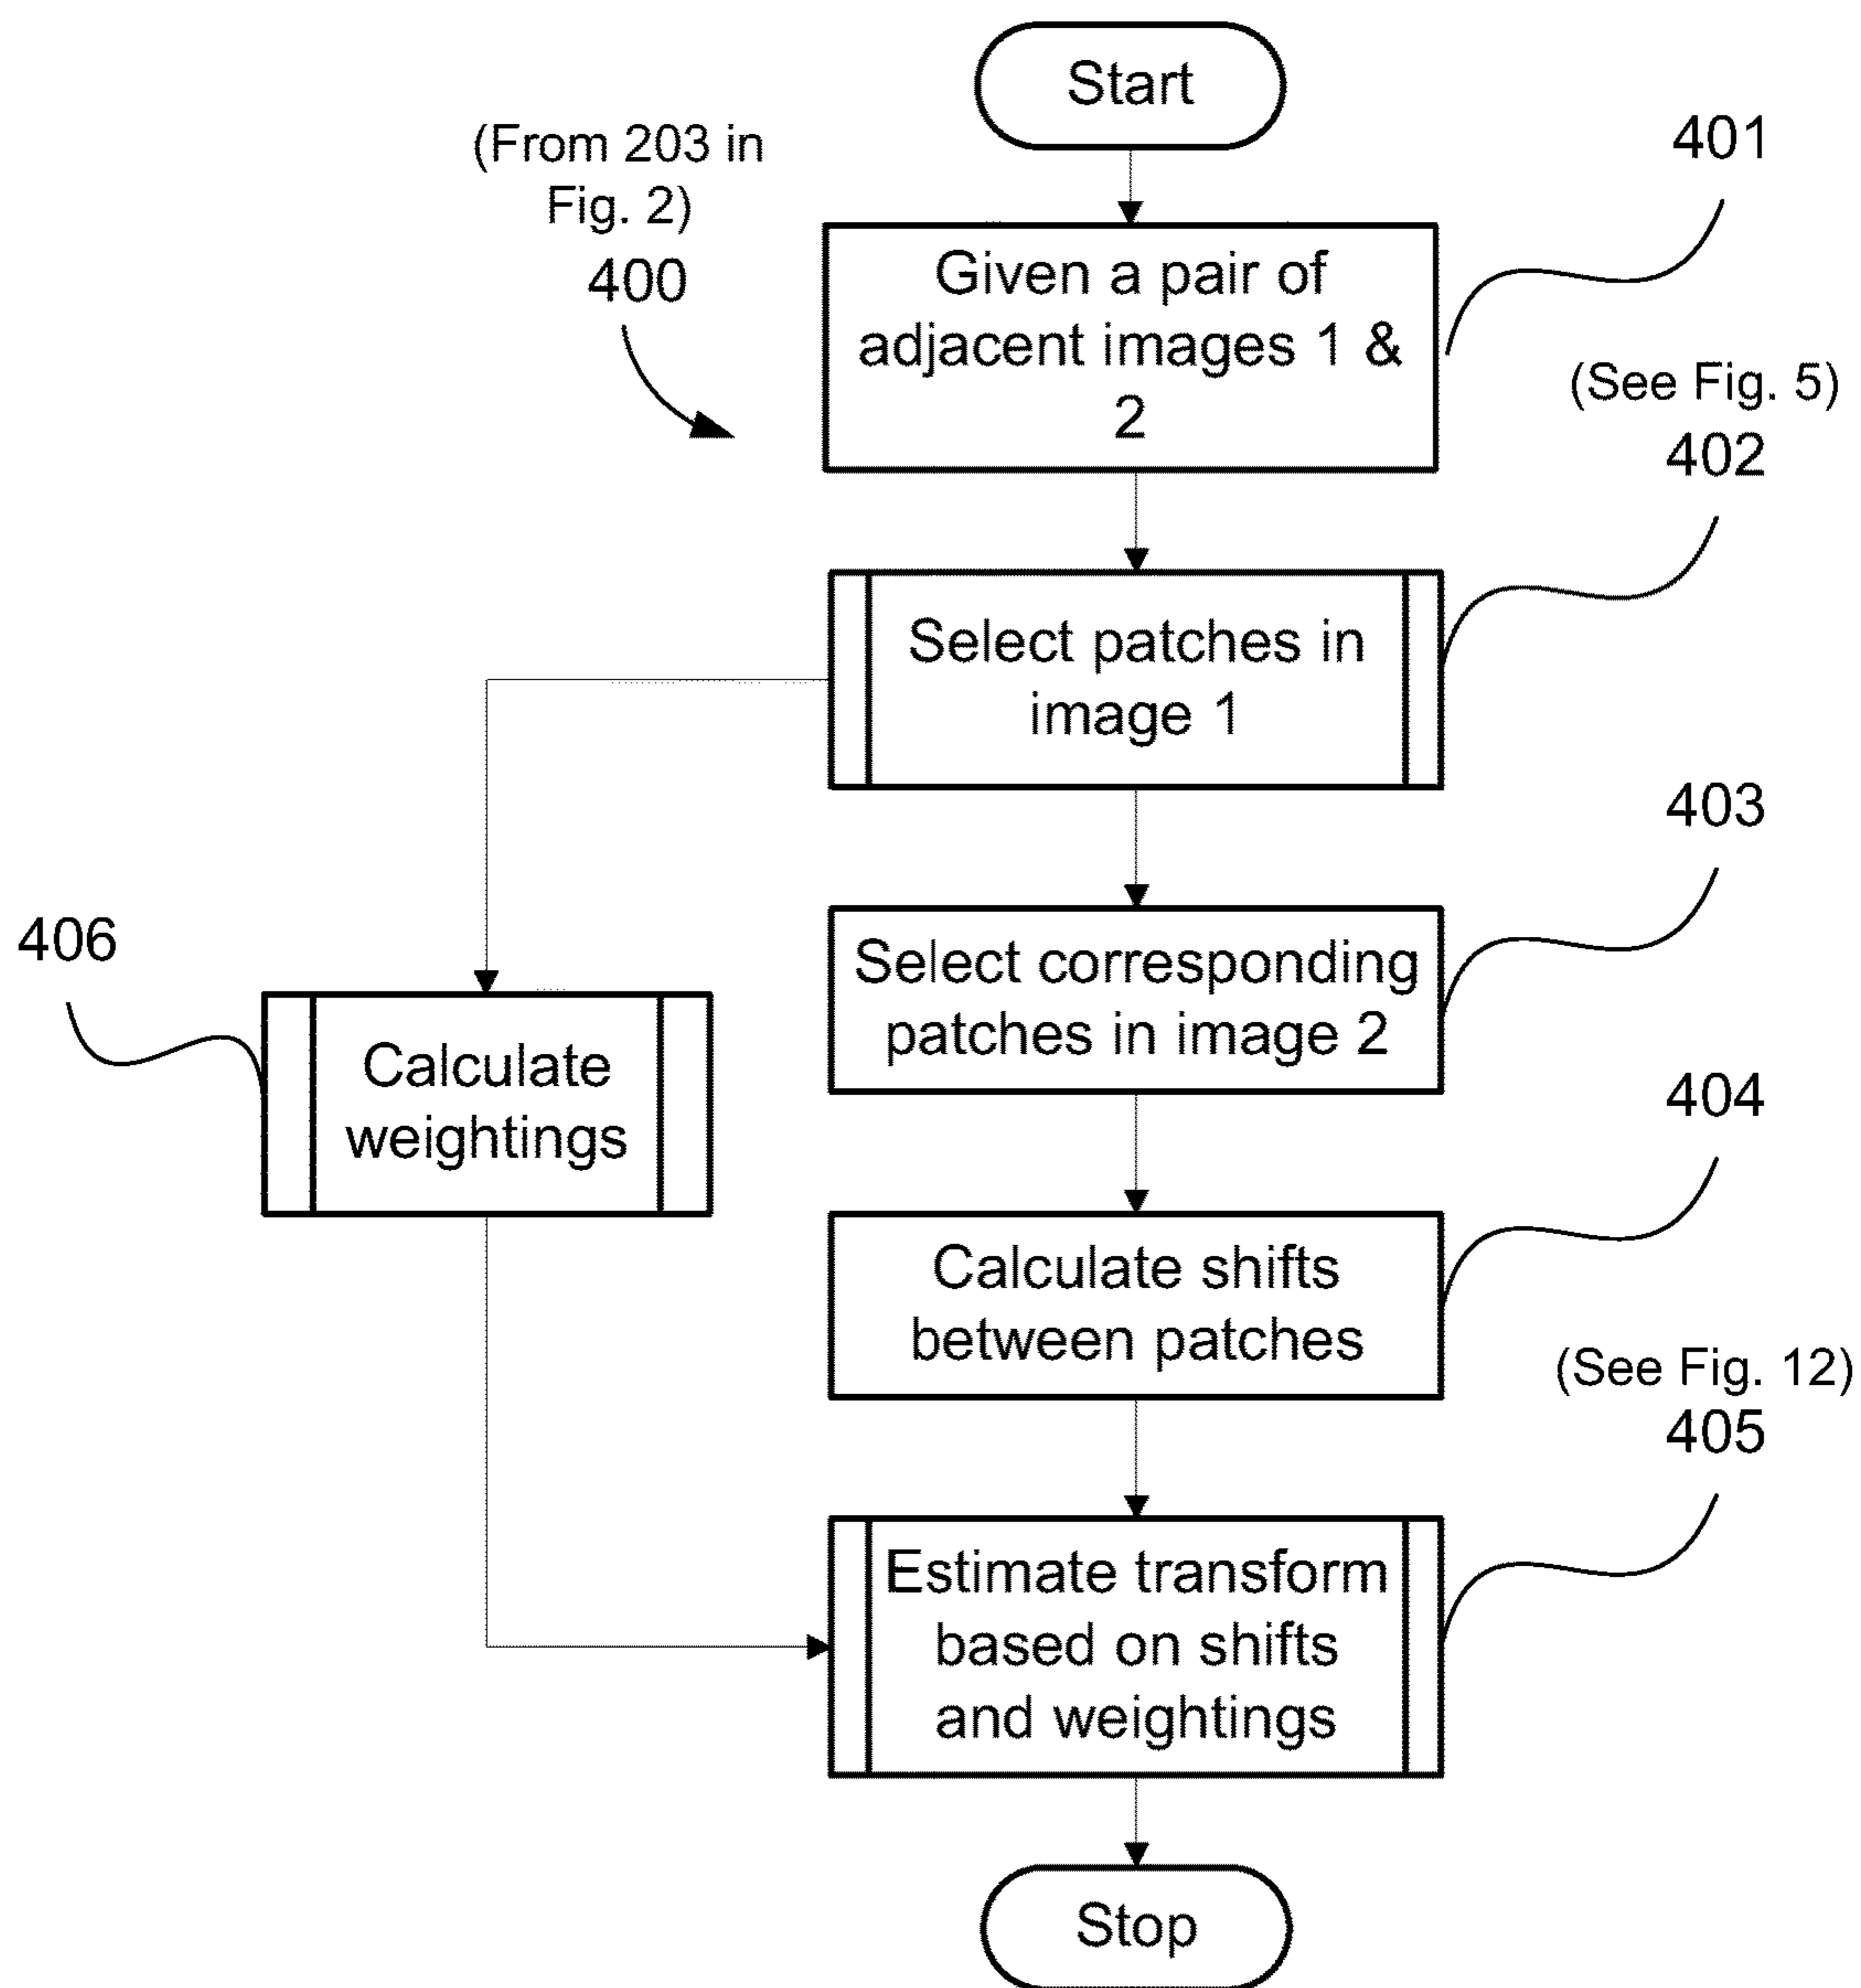 Start
(From 203 in
Fig. 2)
400
401
Given a pair of
adjacent images 1 &
2
(See Fig. 5)
402
Select patches in
image 1
403
Select corresponding
patches in image 2
406
Calculate
weightings
404
Calculate shifts
between patches
(See Fig. 12)
405
Estimate transform
based on shifts
and weightings
Stop